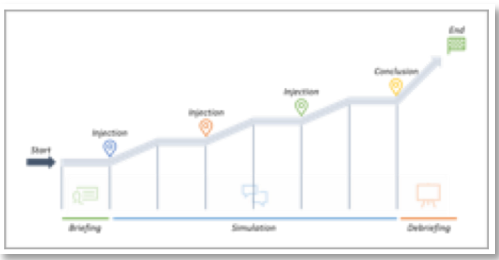 End
Conclusion
Injection
Injection
Injection
Start
Briefing
Simulation
Debriefing